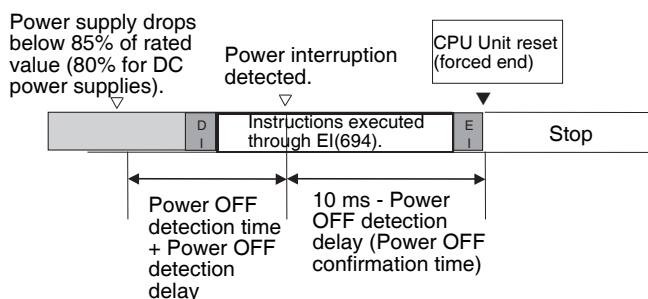 Power supply drops
below 85% of rated
value (80% for DC
power supplies).
Power interruption
detected.
CPU Unit reset
(forced end)
D
I
Instructions executed
through EI(694).
E
I
Stop
Power OFF
detection time
+ Power OFF
detection
delay
10 ms - Power
OFF detection
delay (Power OFF
confirmation time)